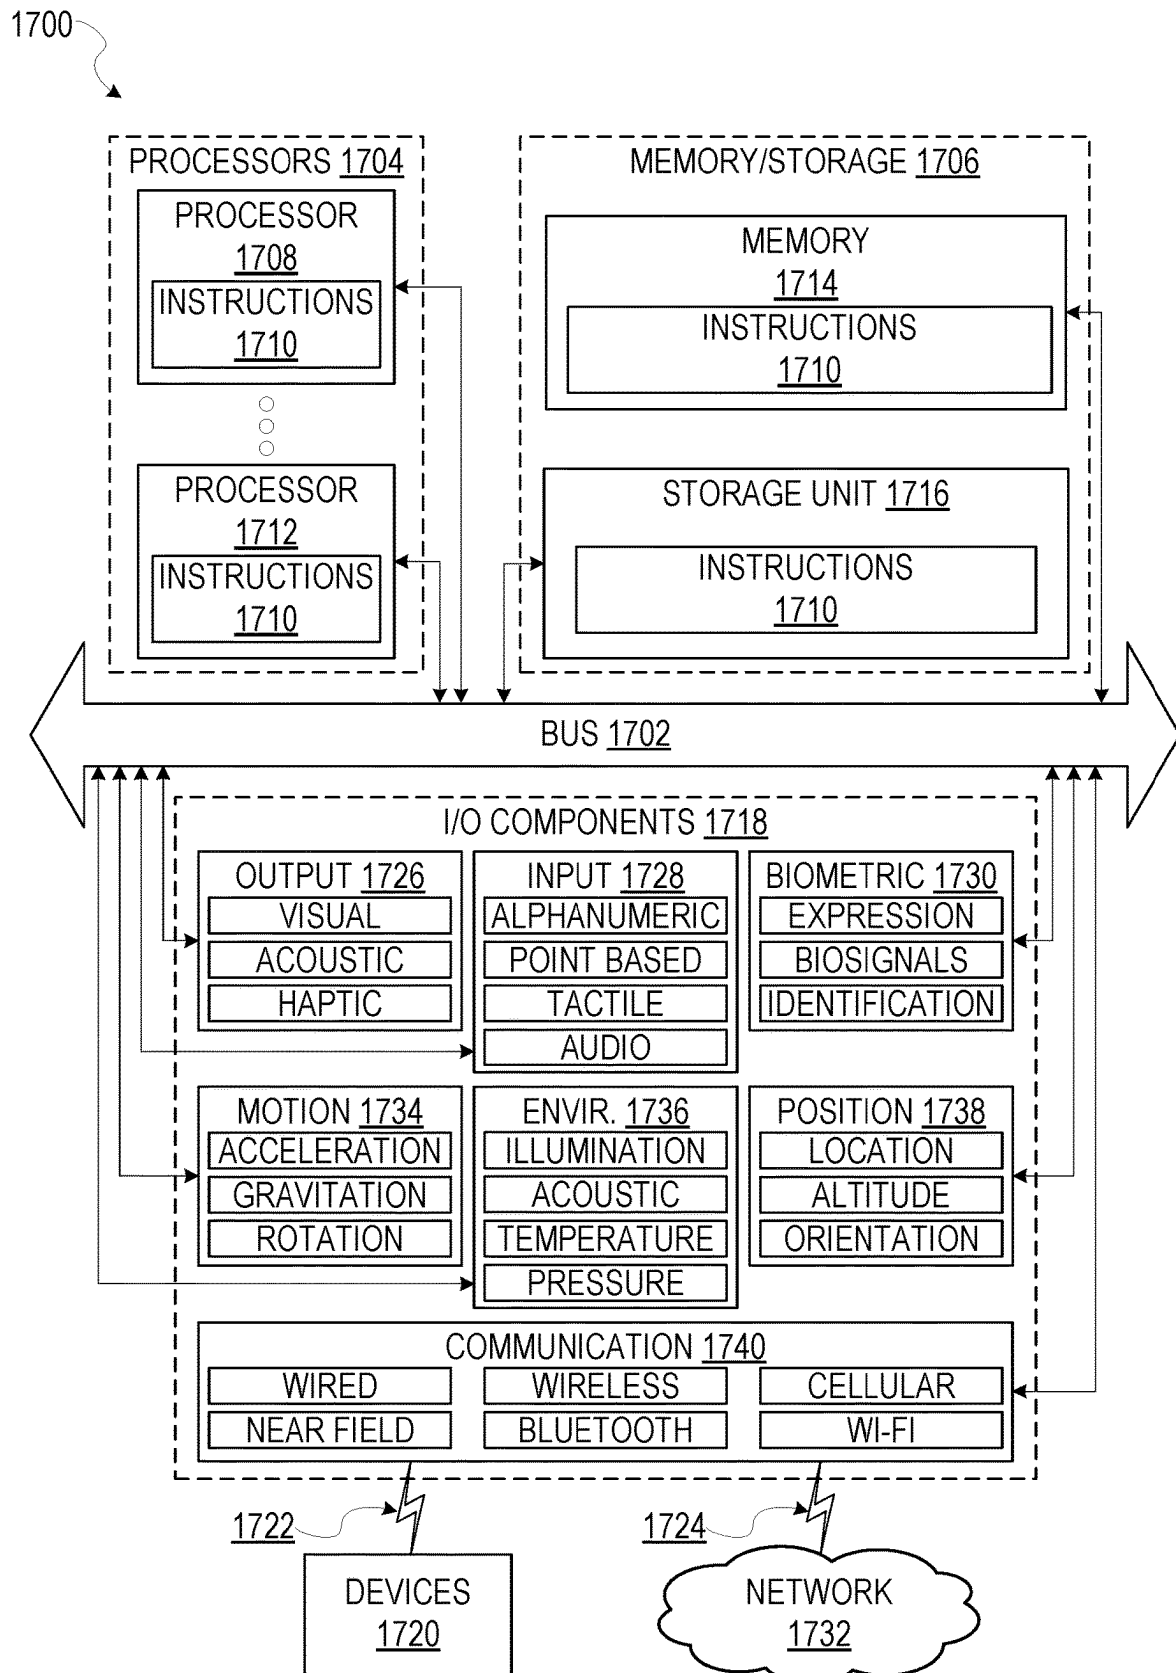 1700
PROCESSORS 1704
PROCESSOR
1708
INSTRUCTIONS
1710
PROCESSOR
1712
INSTRUCTIONS
1710
MEMORY/STORAGE 1706
MEMORY
1714
INSTRUCTIONS
1710
STORAGE UNIT 1716
INSTRUCTIONS
1710
BUS 1702
I/O COMPONENTS 1718
OUTPUT 1726
VISUAL
ACOUSTIC
HAPTIC
INPUT 1728
ALPHANUMERIC
POINT BASED
TACTILE
AUDIO
BIOMETRIC 1730
EXPRESSION
BIOSIGNALS
IDENTIFICATION
MOTION 1734
ACCELERATION
GRAVITATION
ROTATION
ENVIR. 1736
ILLUMINATION
ACOUSTIC
TEMPERATURE
PRESSURE
POSITION 1738
LOCATION
ALTITUDE
ORIENTATION
COMMUNICATION 1740
WIRED
WIRELESS
CELLULAR
NEAR FIELD
BLUETOOTH
WI-FI
1722
1724
DEVICES
1720
NETWORK
1732